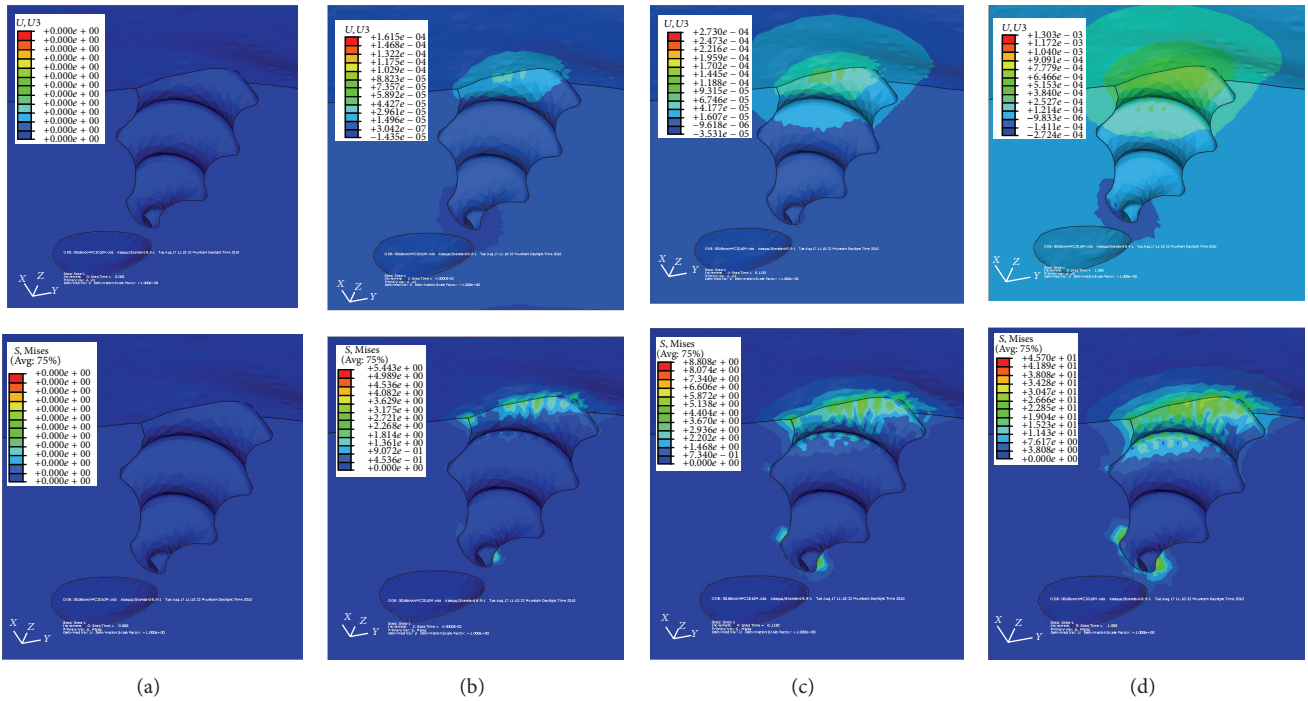 U, U3
+0.000e + 00
+0.000e + 00
+0.000e + 00
+0.000e + 00
+0.000e + 00
+0.000e + 00
+0.000e + 00
+0.000e + 00
+0.000e + 00
+0.000e + 00
+0.000e + 00
+0.000e + 00
+0.000e + 00
X Z Y
U, U3
+1.615e − 04
+1.468e − 04
+1.322e − 04
+1.175e − 04
+1.029e − 04
+8.823e − 05
+7.357e − 05
+5.892e − 05
+4.427e − 05
+2.961e − 05
+1.496e − 05
+3.042e − 07
−1.435e − 05
X Z Y
U, U3
+2.730e − 04
+2.473e − 04
+2.216e − 04
+1.959e − 04
+1.702e − 04
+1.445e − 04
+1.188e − 04
+9.315e − 05
+6.746e − 05
+4.177e − 05
+1.607e − 05
−9.618e − 06
−3.531e − 05
X Z Y
U, U3
+1.303e − 03
+1.172e − 03
+1.040e − 03
+9.091e − 04
+7.779e − 04
+6.466e − 04
+5.153e − 04
+3.840e − 04
+2.527e − 04
+1.214e − 04
−9.833e − 06
−1.411e − 04
−2.724e − 04
X Z Y
S, Mises
(Avg: 75%)
+0.000e + 00
+0.000e + 00
+0.000e + 00
+0.000e + 00
+0.000e + 00
+0.000e + 00
+0.000e + 00
+0.000e + 00
+0.000e + 00
+0.000e + 00
+0.000e + 00
+0.000e + 00
+0.000e + 00
X Z Y
S, Mises
(Avg: 75%)
+5.443e + 00
+4.989e + 00
+4.536e + 00
+4.082e + 00
+3.629e + 00
+3.175e + 00
+2.721e + 00
+2.268e + 00
+1.814e + 00
+1.361e + 00
+9.072e − 01
+4.536e − 01
+0.000e + 00
X Z Y
S, Mises
(Avg: 75%)
+8.808e + 00
+8.074e + 00
+7.340e + 00
+6.606e + 00
+5.872e + 00
+5.138e + 00
+4.404e + 00
+3.670e + 00
+2.936e + 00
+2.202e + 00
+1.468e + 00
+7.340e − 01
+0.000e + 00
X Z Y
S, Mises
(Avg: 75%)
+4.570e + 01
+4.189e + 01
+3.808e + 01
+3.428e + 01
+3.047e + 01
+2.666e + 01
+2.285e + 01
+1.904e + 01
+1.523e + 01
+1.143e + 01
+7.617e + 00
+3.808e + 00
+0.000e + 00
X Z Y
(a) (b) (c) (d)